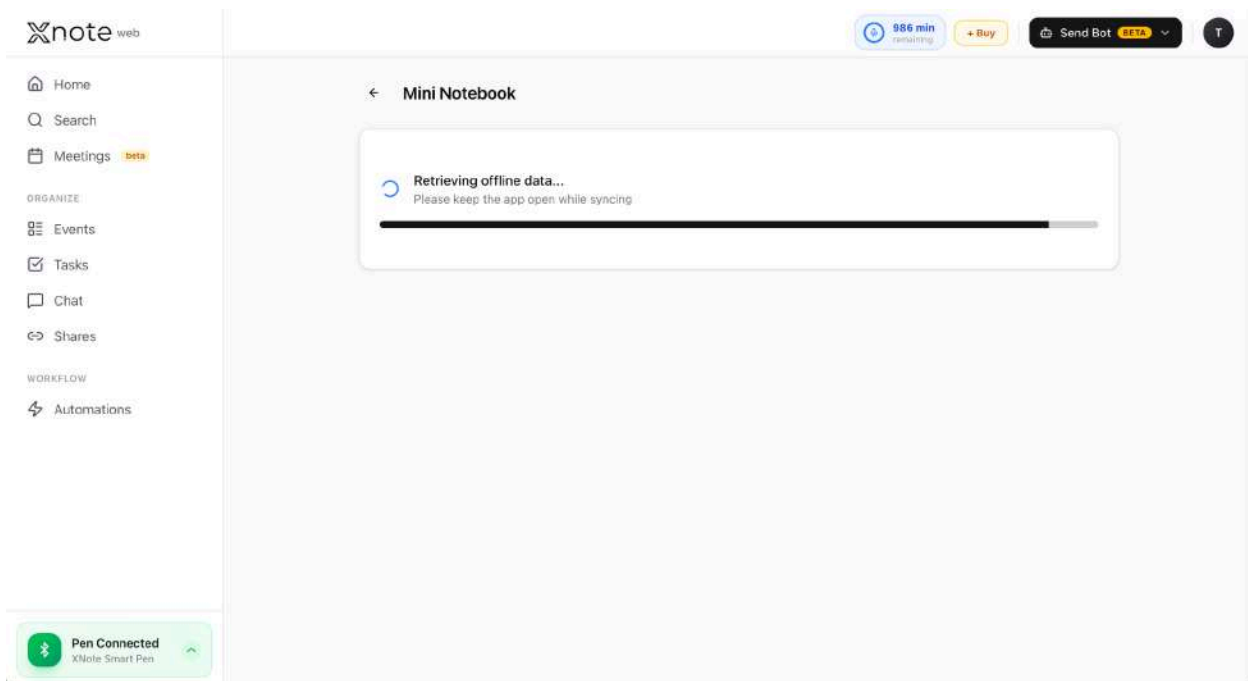 Xnote web
986 min
remaining
+ Buy
Send Bot BETA
T
Home
Search
Meetings beta
ORGANIZE
Events
Tasks
Chat
Shares
WORKFLOW
Automations
Mini Notebook
Retrieving offline data...
Please keep the app open while syncing
Pen Connected
XNote Smart Pen